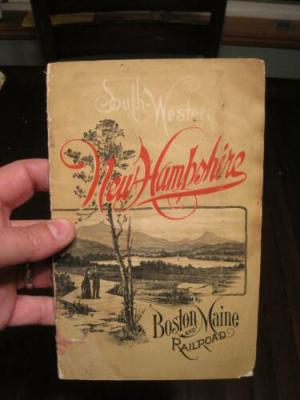 South-Western
New Hampshire
Boston
AND
Maine
RAILROAD